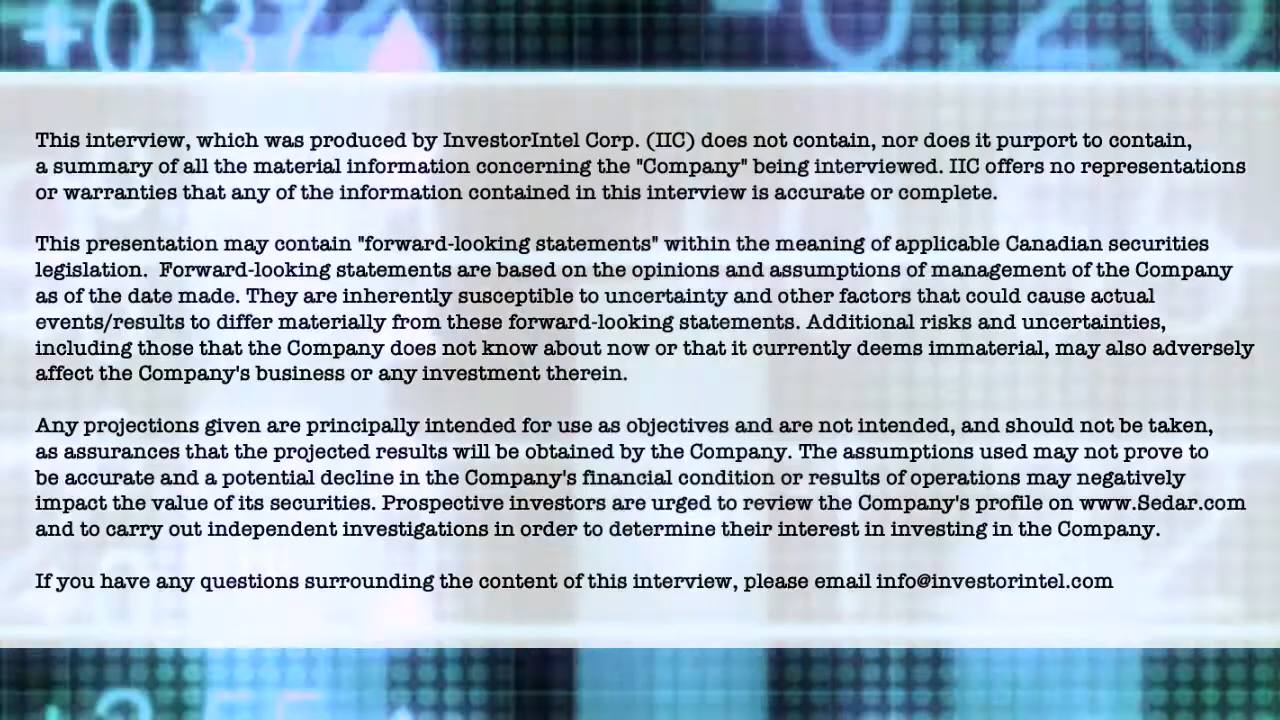 +0.37
-0.20
This interview, which was produced by InvestorIntel Corp. (IIC) does not contain, nor does it purport to contain,
a summary of all the material information concerning the "Company" being interviewed. IIC offers no representations
or warranties that any of the information contained in this interview is accurate or complete.
This presentation may contain "forward-looking statements" within the meaning of applicable Canadian securities
legislation.  Forward-looking statements are based on the opinions and assumptions of management of the Company
as of the date made. They are inherently susceptible to uncertainty and other factors that could cause actual
events/results to differ materially from these forward-looking statements. Additional risks and uncertainties,
including those that the Company does not know about now or that it currently deems immaterial, may also adversely
affect the Company's business or any investment therein.
Any projections given are principally intended for use as objectives and are not intended, and should not be taken,
as assurances that the projected results will be obtained by the Company. The assumptions used may not prove to
be accurate and a potential decline in the Company's financial condition or results of operations may negatively
impact the value of its securities. Prospective investors are urged to review the Company's profile on www.Sedar.com
and to carry out independent investigations in order to determine their interest in investing in the Company.
If you have any questions surrounding the content of this interview, please email info@investorintel.com